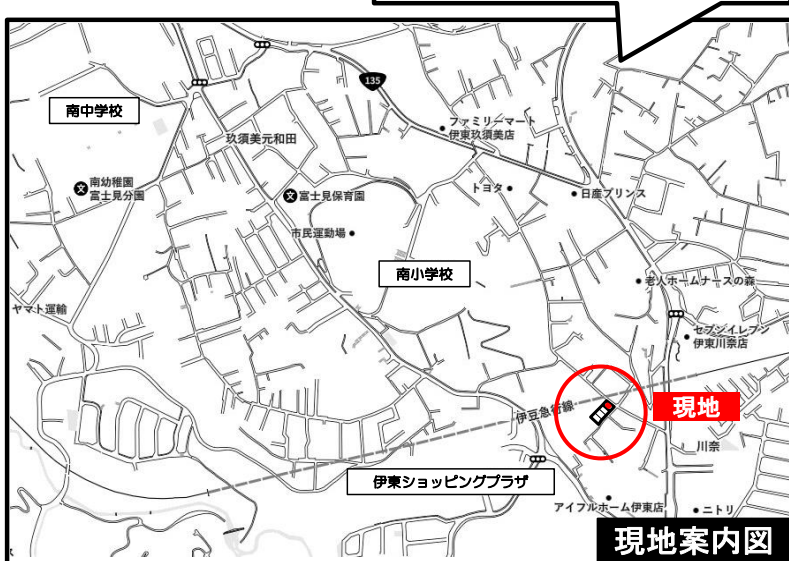 135
南中学校
ファミリーマート
伊東玖須美店
玖須美元和田
南幼稚園
富士見分園
文
文
富士見保育園
トヨタ
日産プリンス
市民運動場
南小学校
老人ホームナースの森
ヤマト運輸
セブンイレブン
伊東川奈店
伊豆急行線
現地
川奈
伊東ショッピングプラザ
アイフルホーム伊東店
ニトリ
現地案内図